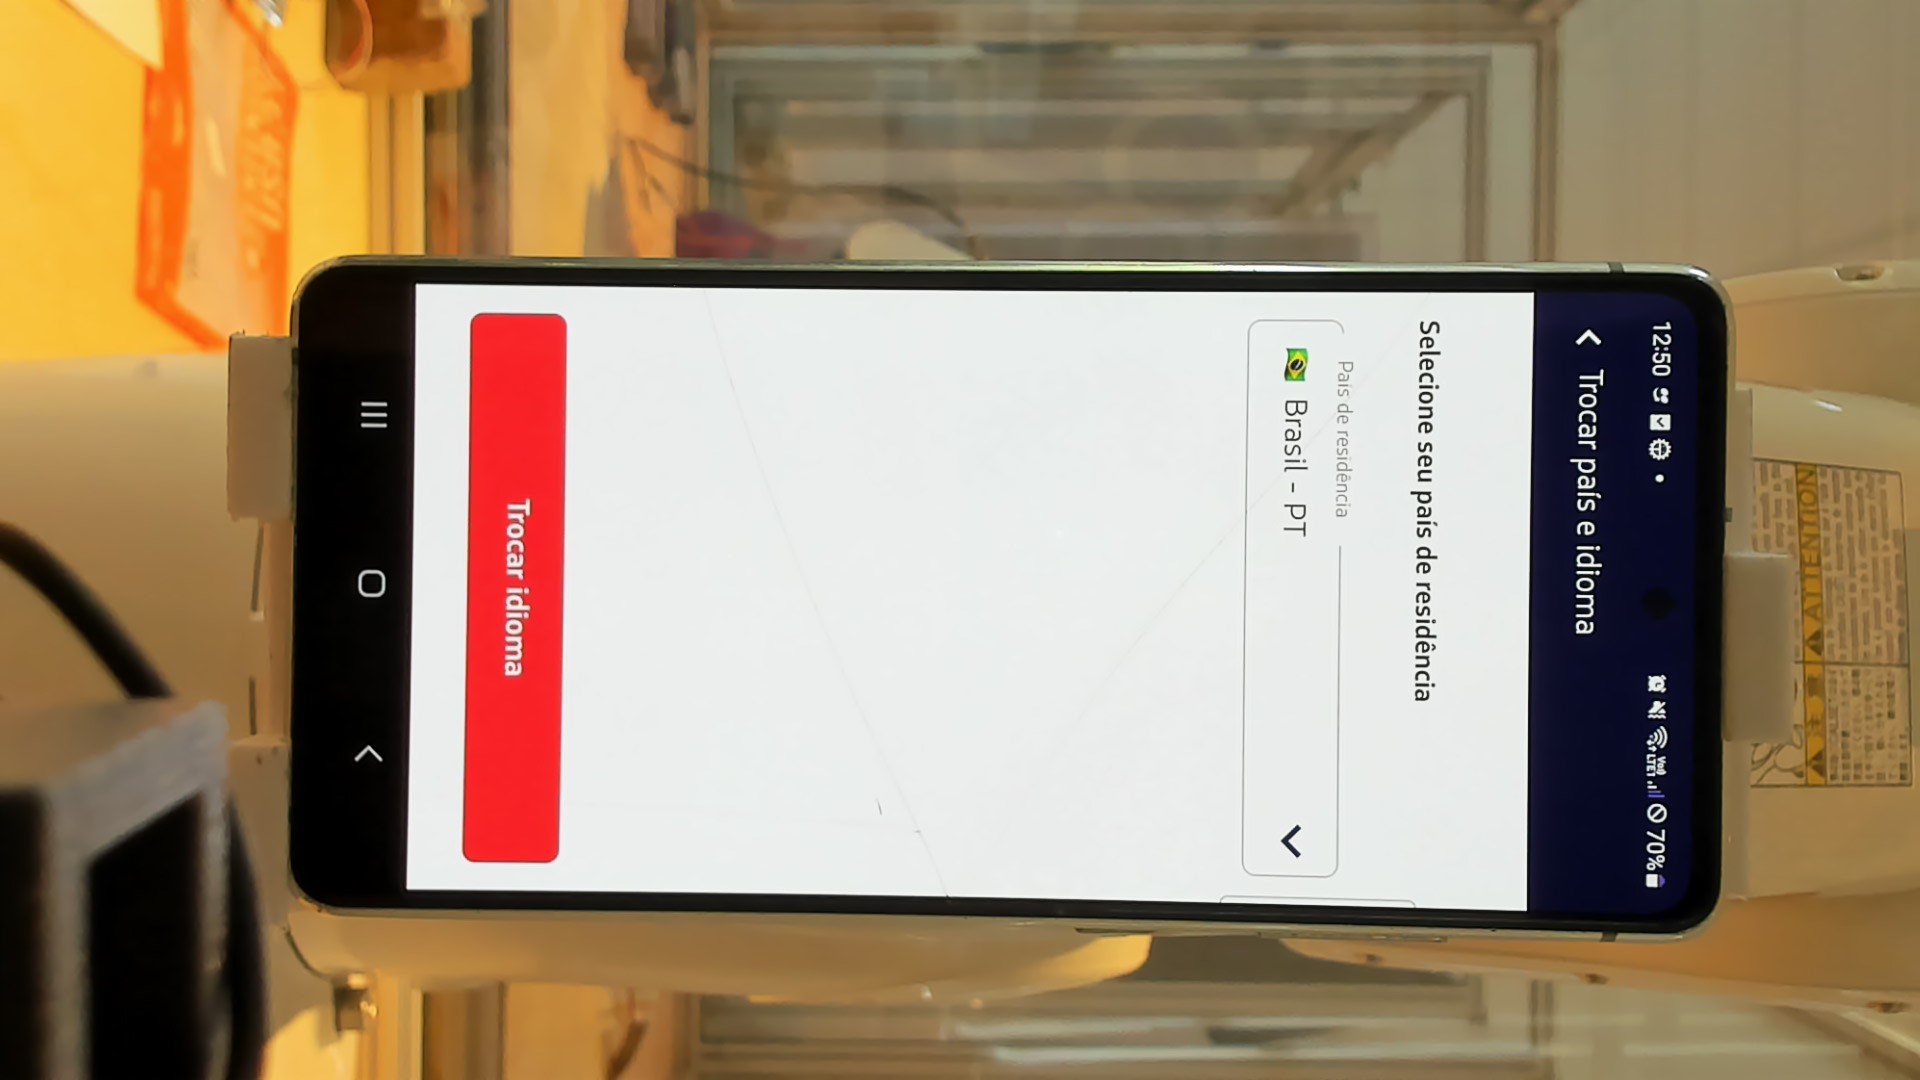 12:50
70%
Trocar país e idioma
Selecione seu país de residência
País de residência
Brasil - PT
Trocar idioma
ATTENTION